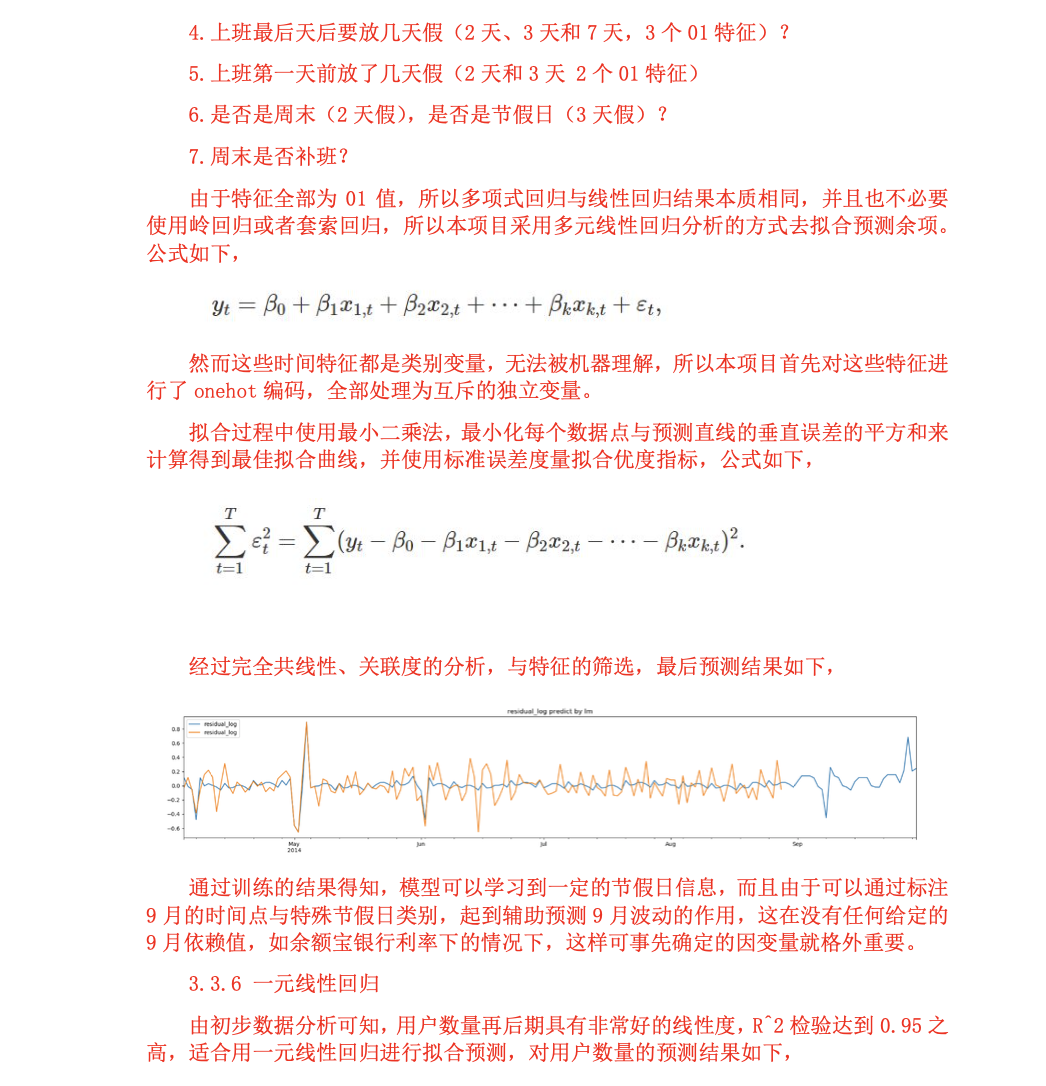 4.上班最后天后要放几天假（2 天、3 天和 7 天，3 个 01 特征）?
5.上班第一天前放了几天假（2 天和 3 天 2 个 01 特征）
6.是否是周末（2 天假），是否是节假日（3 天假）?
7.周末是否补班?
由于特征全部为 01 值，所以多项式回归与线性回归结果本质相同，并且也不必要
使用岭回归或者套索回归，所以本项目采用多元线性回归分析的方式去拟合预测余项。
公式如下，
y_t = β_0 + β_1x_{1,t} + β_2x_{2,t} + ··· + β_kx_{k,t} + ε_t,
然而这些时间特征都是类别变量，无法被机器理解，所以本项目首先对这些特征进
行了 onehot 编码，全部处理为互斥的独立变量。
拟合过程中使用最小二乘法，最小化每个数据点与预测直线的垂直误差的平方和来
计算得到最佳拟合曲线，并使用标准误差度量拟合优度指标，公式如下，
\sum_{t=1}^{T} ε_t^2 = \sum_{t=1}^{T} (y_t − β_0 − β_1x_{1,t} − β_2x_{2,t} − ··· − β_kx_{k,t})^2.
经过完全共线性、关联度的分析，与特征的筛选，最后预测结果如下，
residual_log predict by lm
residual_log
residual_log
0.8
0.6
0.4
0.2
0.0
−0.2
−0.4
−0.6
May Jun Jul Aug Sep
2014
通过训练的结果得知，模型可以学习到一定的节假日信息，而且由于可以通过标注
9 月的时间点与特殊节假日类别，起到辅助预测 9 月波动的作用，这在没有任何给定的
9 月依赖值，如余额宝银行利率下的情况下，这样可事先确定的因变量就格外重要。
3.3.6 一元线性回归
由初步数据分析可知，用户数量再后期具有非常好的线性度，R^2 检验达到 0.95 之
高，适合用一元线性回归进行拟合预测，对用户数量的预测结果如下，